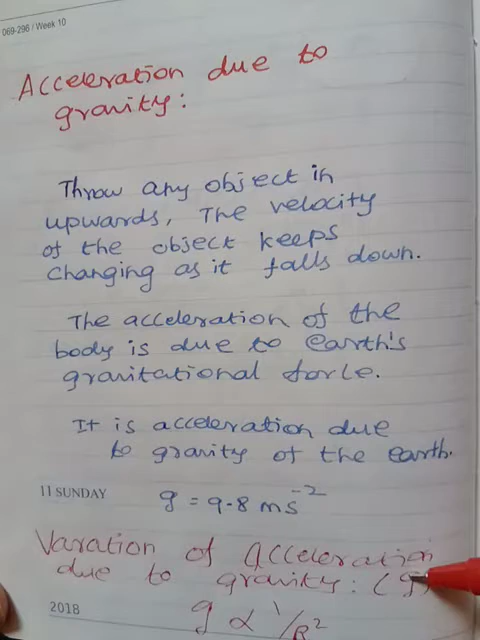 069-296 / Week 10
Acceleration due to
gravity:
Throw any object in
upwards, The velocity
of the object keeps
changing as it falls down.
The acceleration of the
body is due to earth's
gravitational force.
It is acceleration due
to gravity of the earth.
11 SUNDAY
g = 9.8 ms⁻²
Varation of acceleration
due to gravity: (g)
2018
g ∝ 1/R²